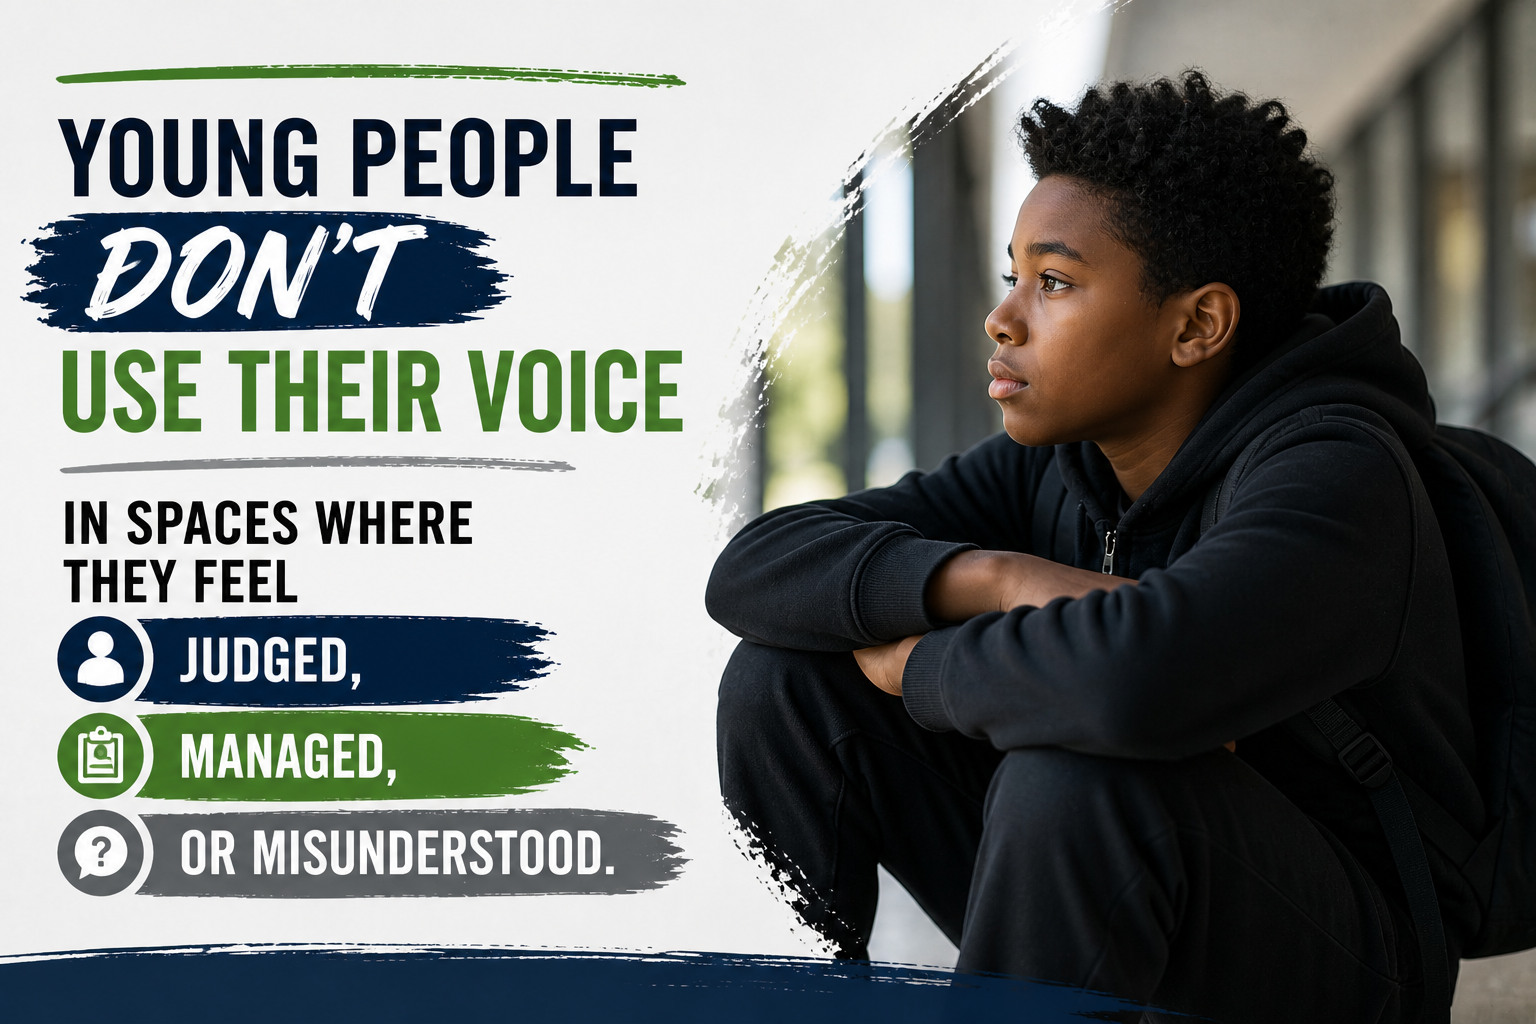 YOUNG PEOPLE
DON'T
USE THEIR VOICE
IN SPACES WHERE
THEY FEEL
JUDGED,
MANAGED,
?
OR MISUNDERSTOOD.